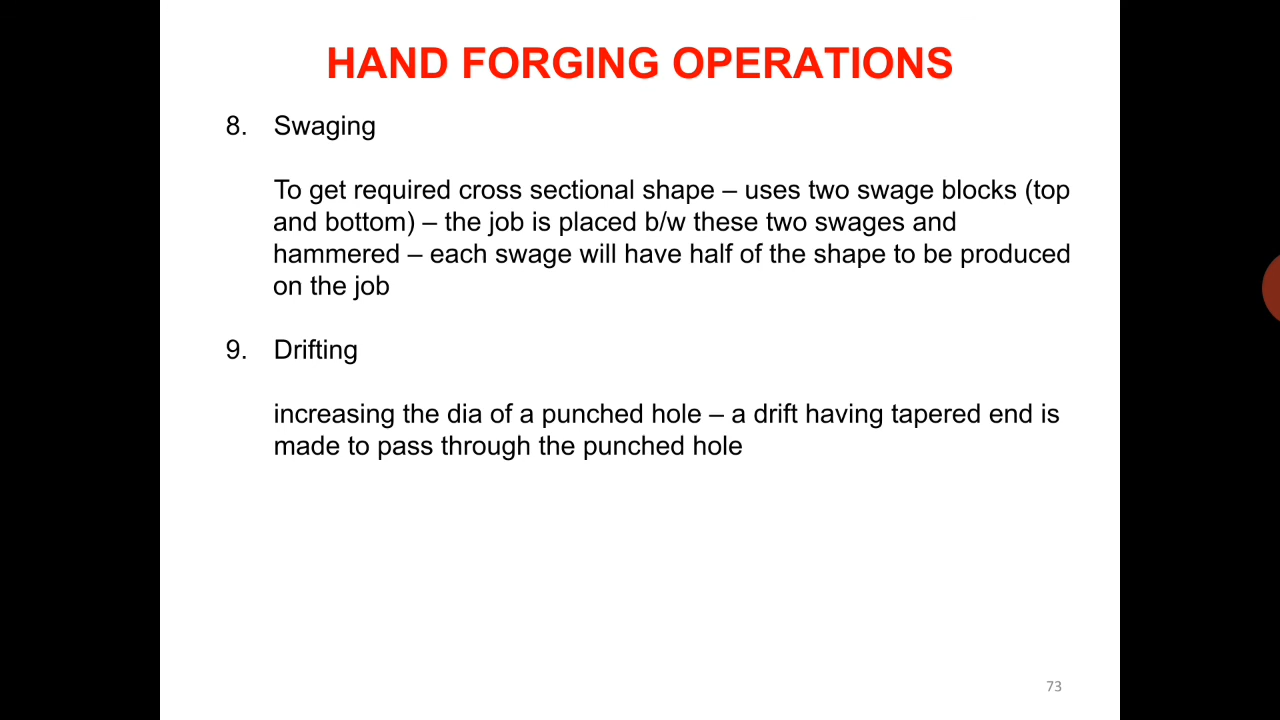 HAND FORGING OPERATIONS
8. Swaging
To get required cross sectional shape – uses two swage blocks (top
and bottom) – the job is placed b/w these two swages and
hammered – each swage will have half of the shape to be produced
on the job
9. Drifting
increasing the dia of a punched hole – a drift having tapered end is
made to pass through the punched hole
73